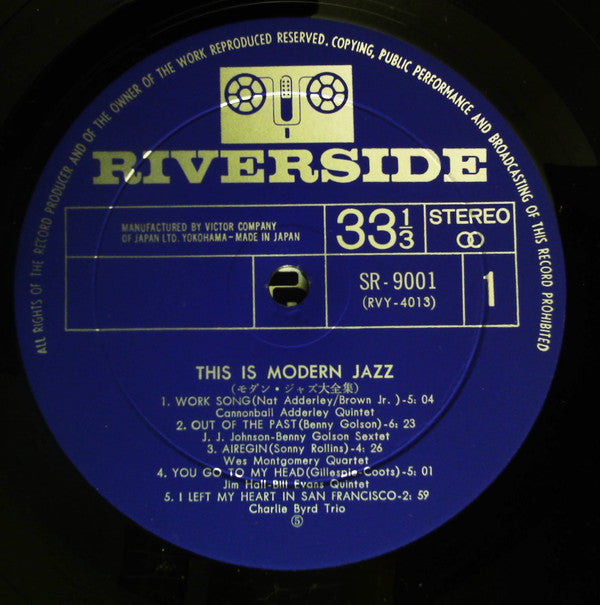 ALL RIGHTS OF THE RECORD PRODUCER AND OF THE OWNER OF THE WORK REPRODUCED RESERVED. COPYING, PUBLIC PERFORMANCE AND BROADCASTING OF THIS RECORD PROHIBITED
RIVERSIDE
MANUFACTURED BY VICTOR COMPANY
OF JAPAN LTD. YOKOHAMA-MADE IN JAPAN
33 1/3
STEREO
SR-9001
(RVY-4013)
1
THIS IS MODERN JAZZ
(モダン・ジャズ大全集)
1. WORK SONG(Nat Adderley/Brown Jr. )-5: 04
Cannonball Adderley Quintet
2. OUT OF THE PAST(Benny Golson)-6: 23
J. J. Johnson-Benny Golson Sextet
3. AIREGIN(Sonny Rollins)-4: 26
Wes Montgomery Quartet
4. YOU GO TO MY HEAD(Gillespie-Coots)-5: 01
Jim Hall-Bill Evans Quintet
5. I LEFT MY HEART IN SAN FRANCISCO-2: 59
Charlie Byrd Trio
⑤